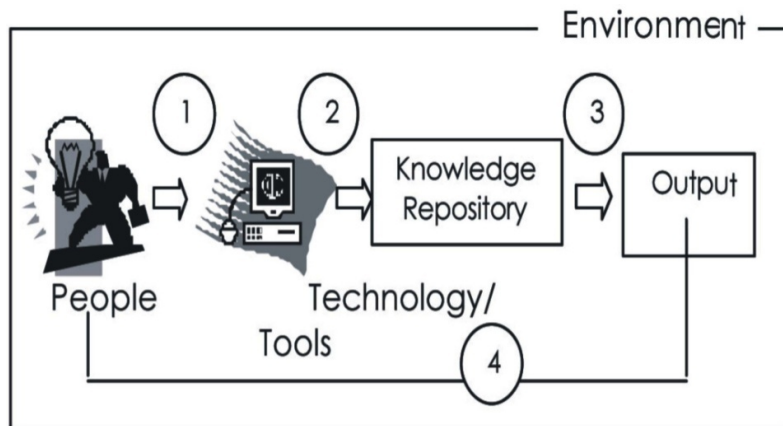 Environment
1
2
3
Knowledge
Repository
Output
People
Technology/
Tools
4